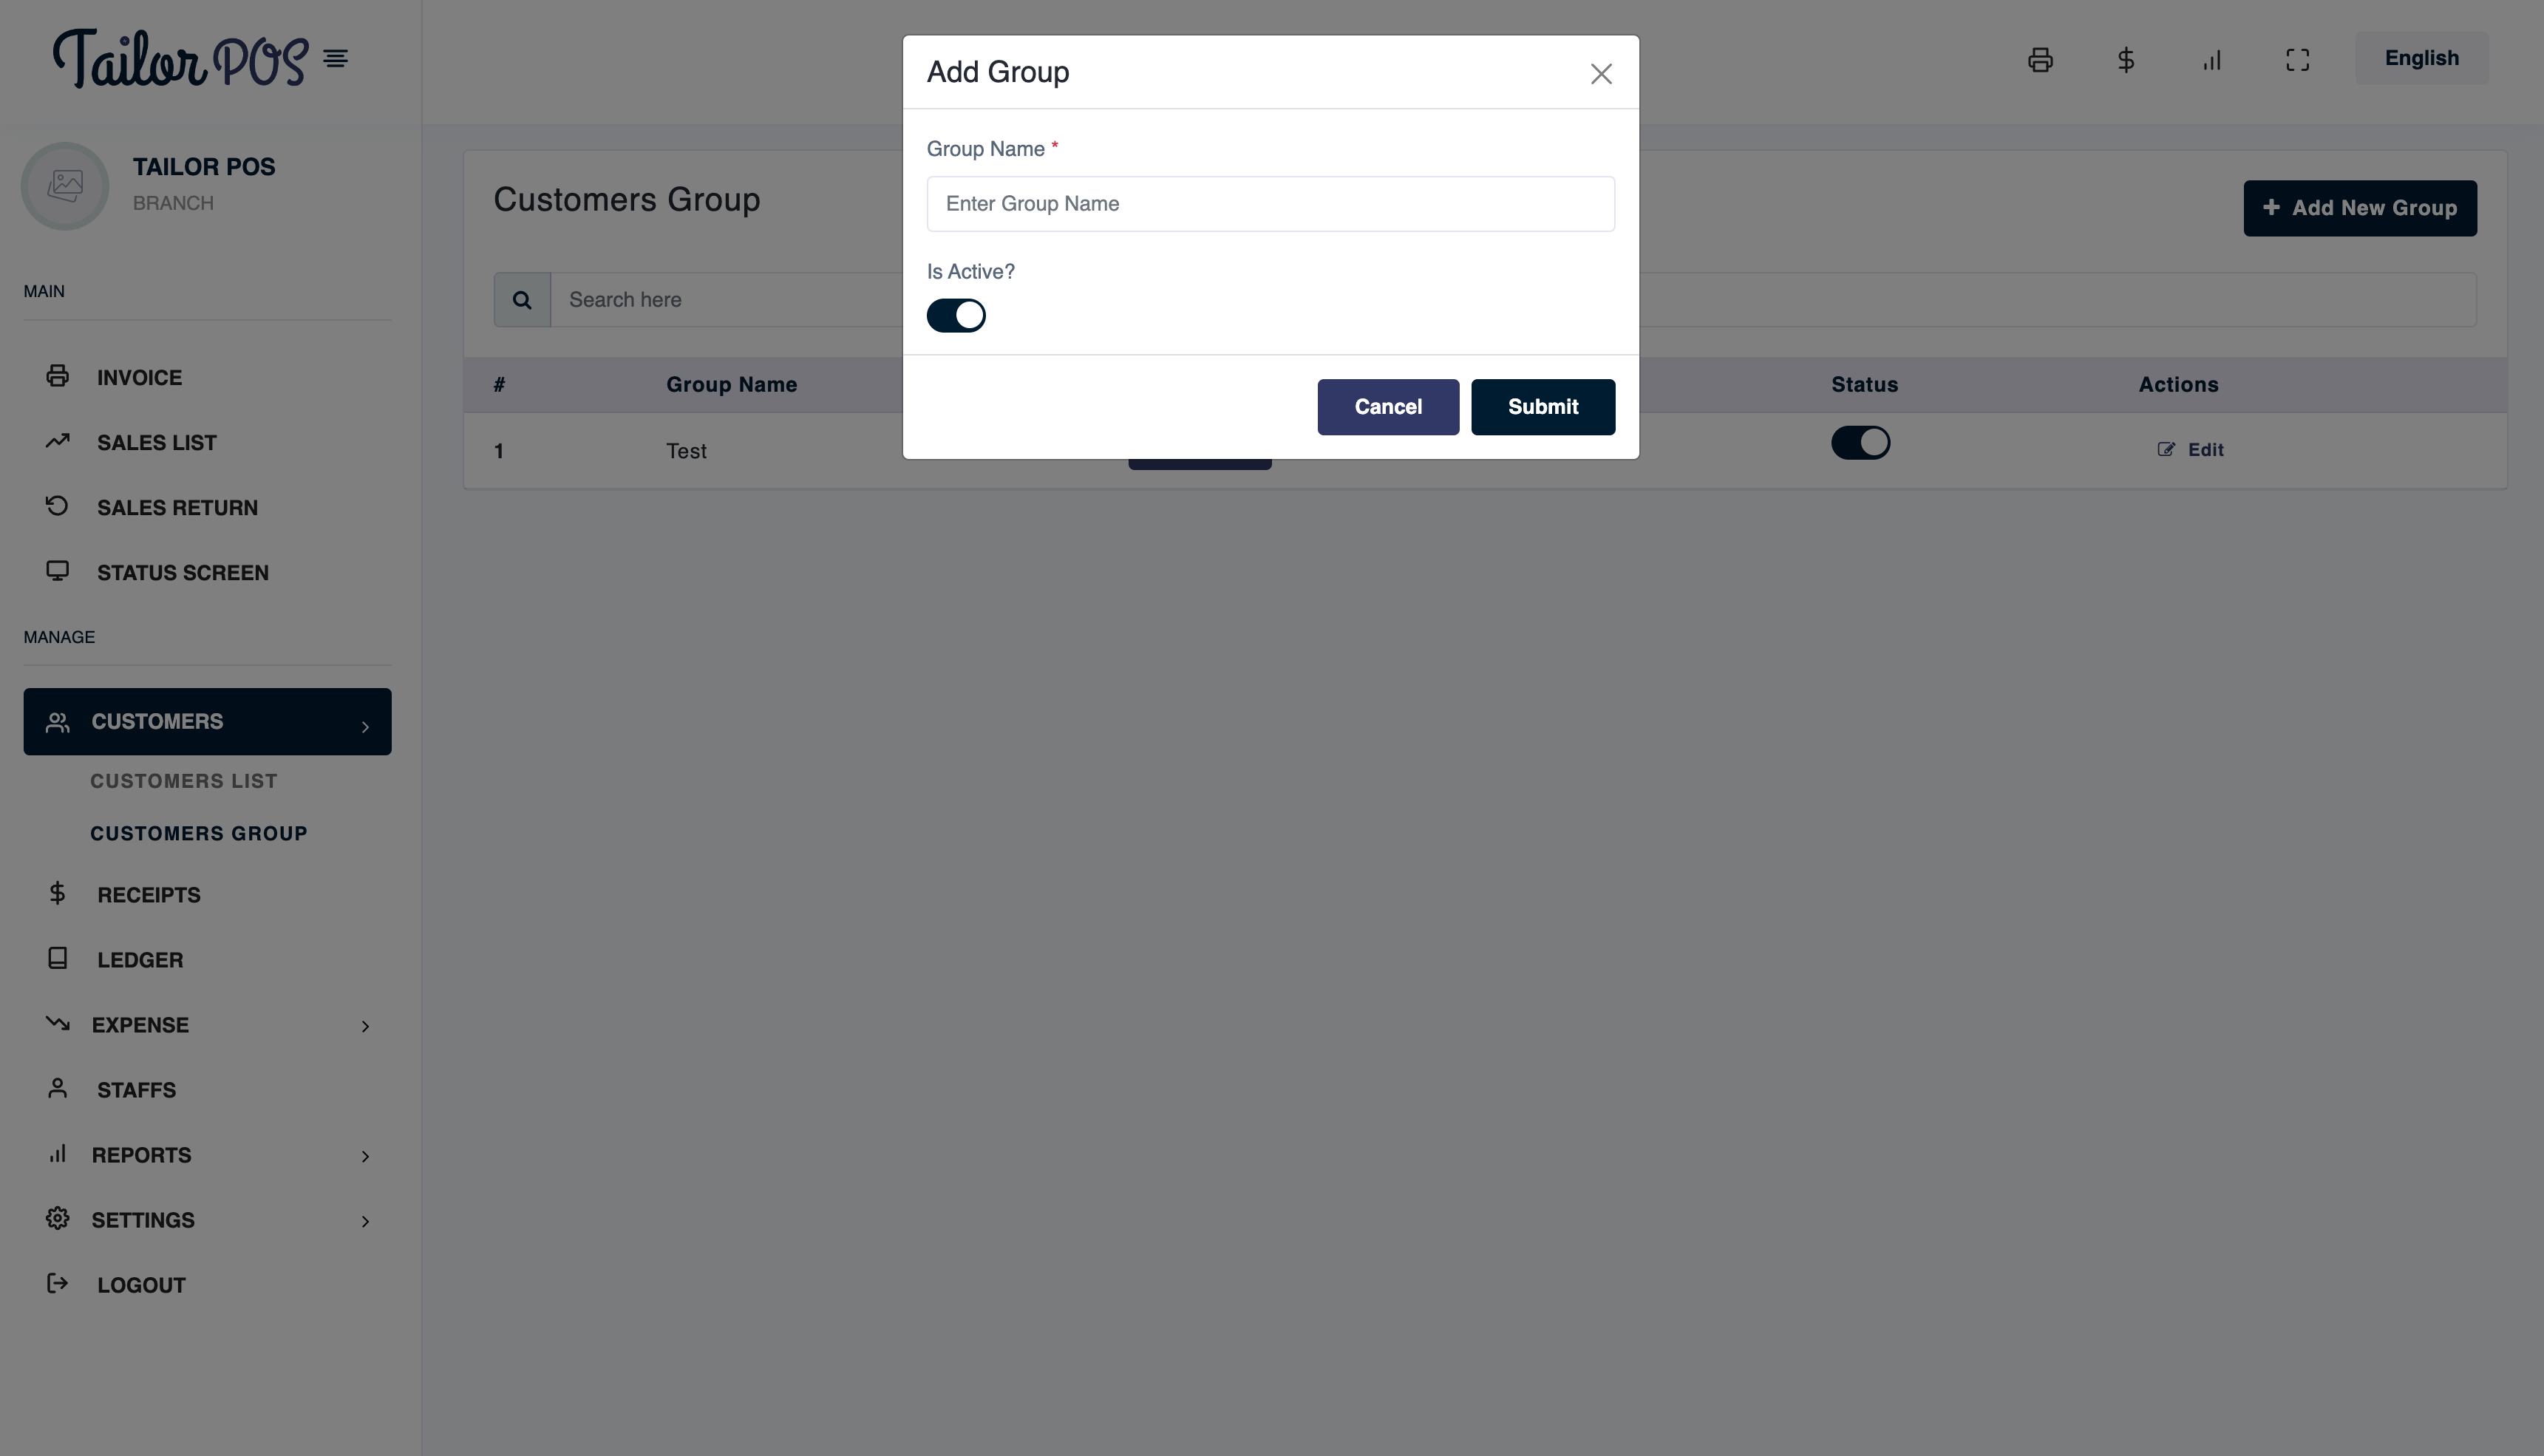 Tailor POS
English
TAILOR POS
BRANCH
MAIN
INVOICE
SALES LIST
SALES RETURN
STATUS SCREEN
MANAGE
CUSTOMERS
CUSTOMERS LIST
CUSTOMERS GROUP
RECEIPTS
LEDGER
EXPENSE
STAFFS
REPORTS
SETTINGS
LOGOUT
Customers Group
Add New Group
Search here
# Group Name Status Actions
1 Test Edit
Add Group
Group Name *
Enter Group Name
Is Active?
Cancel Submit